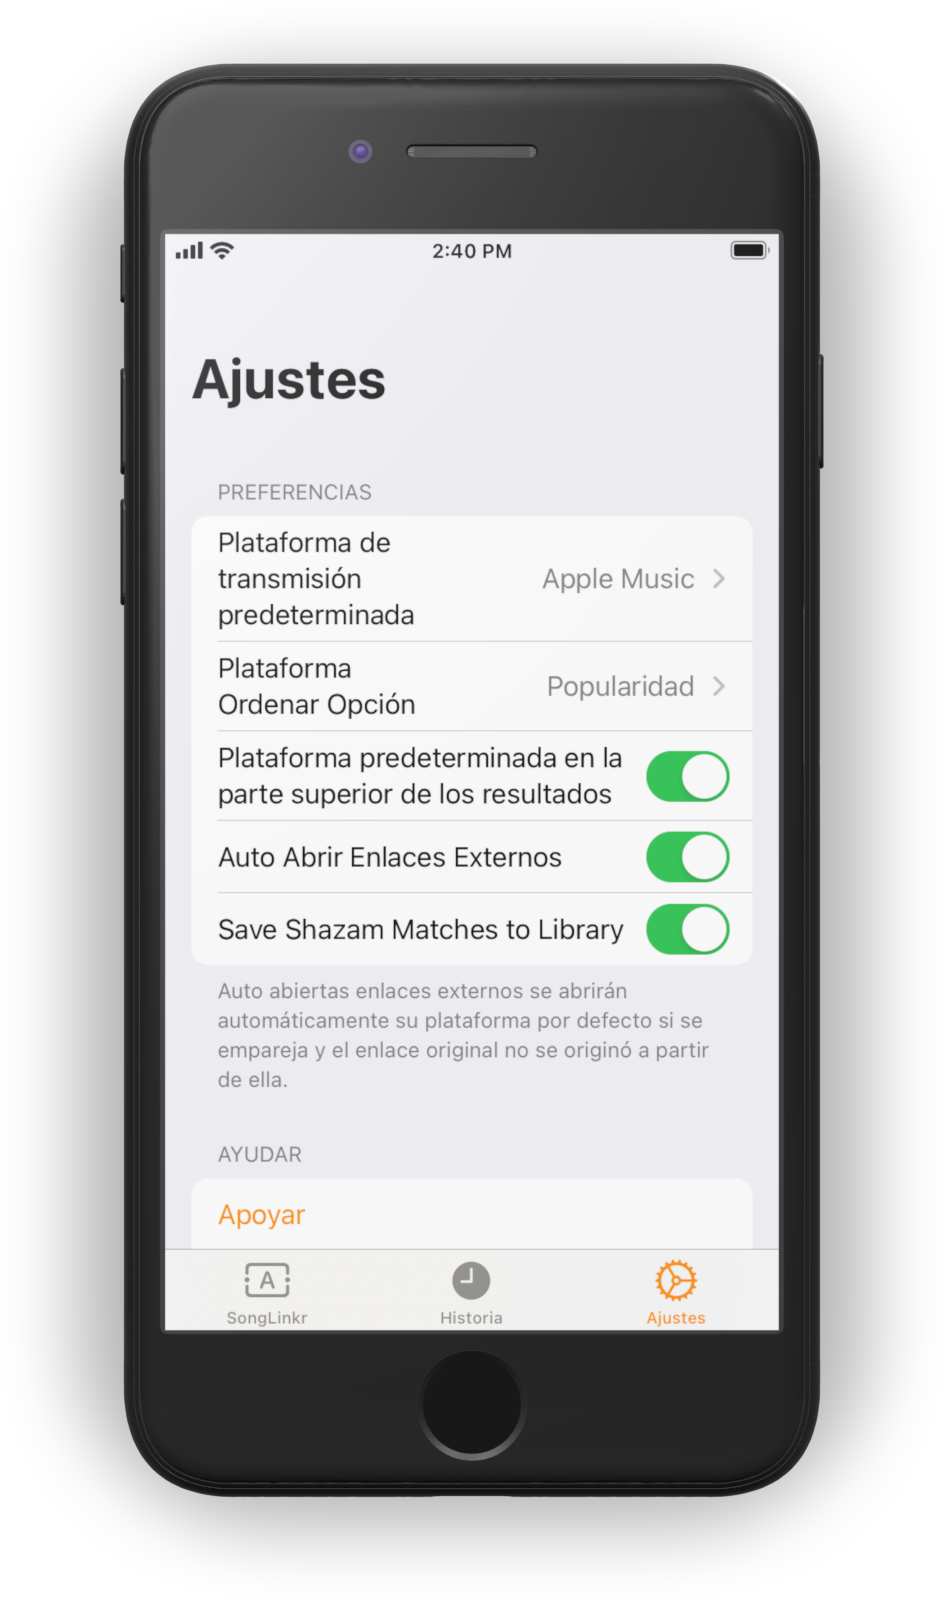 2:40 PM
Ajustes
PREFERENCIAS
Plataforma de
transmisión
predeterminada
Apple Music
Plataforma
Ordenar Opción
Popularidad
Plataforma predeterminada en la
parte superior de los resultados
Auto Abrir Enlaces Externos
Save Shazam Matches to Library
Auto abiertas enlaces externos se abrirán
automáticamente su plataforma por defecto si se
empareja y el enlace original no se originó a partir
de ella.
AYUDAR
Apoyar
A
SongLinkr
Historia
Ajustes